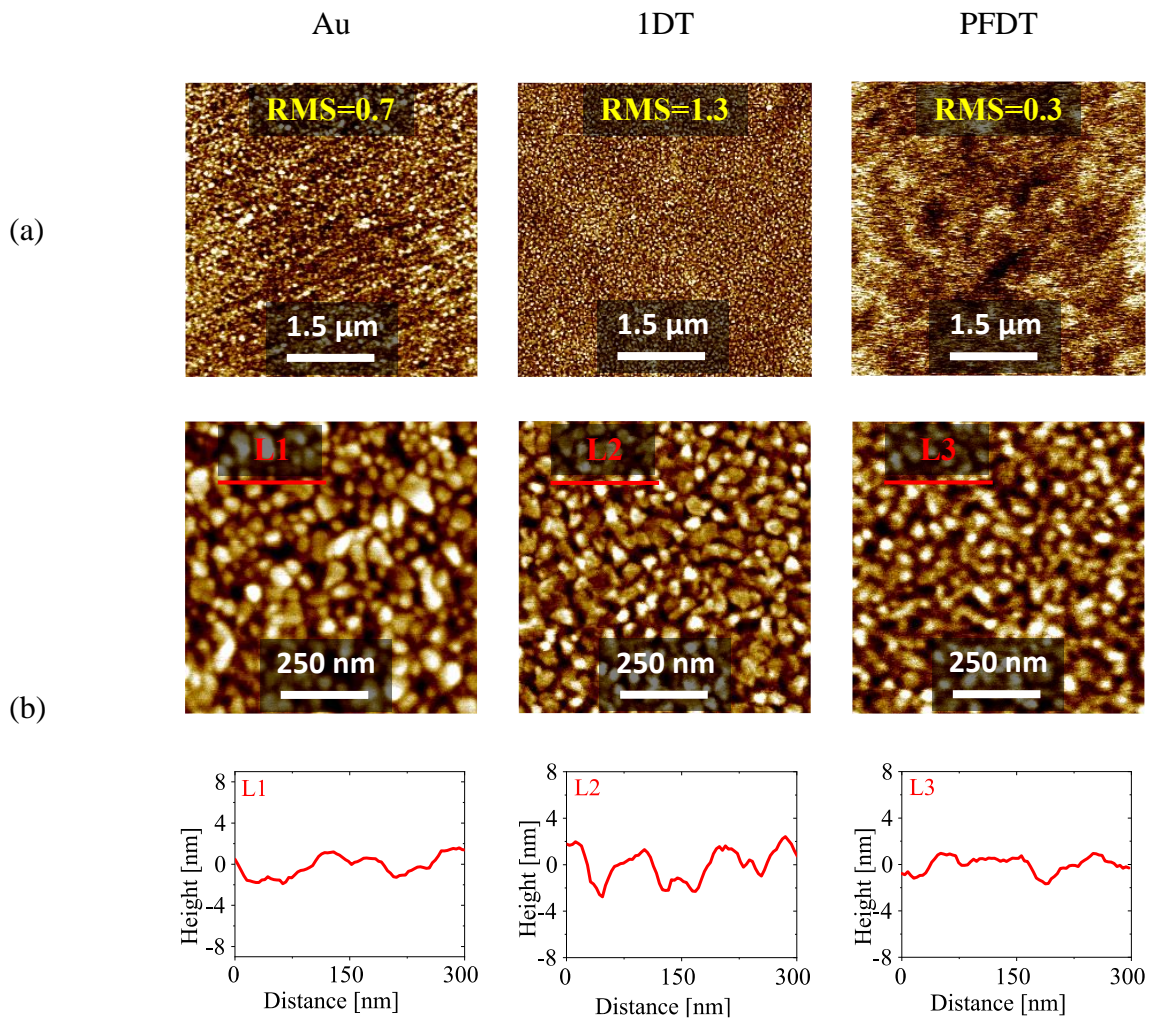 Au 1DT PFDT
(a)
RMS=0.7 RMS=1.3 RMS=0.3
1.5 μm 1.5 μm 1.5 μm
(b)
L1 L2 L3
250 nm 250 nm 250 nm
L1
8
4
0
-4
-8
Height [nm]
0 150 300
Distance [nm]
L2
8
4
0
-4
-8
Height [nm]
0 150 300
Distance [nm]
L3
8
4
0
-4
-8
Height [nm]
0 150 300
Distance [nm]